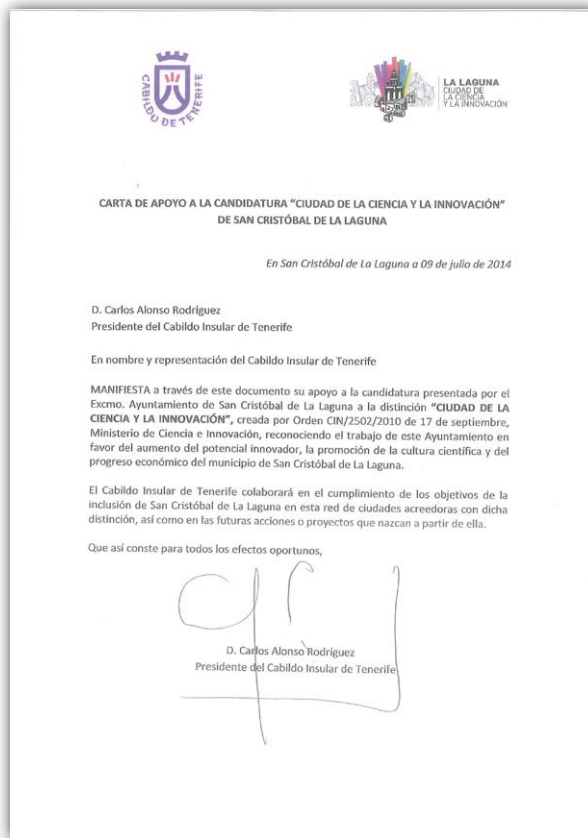 CABILDO DE TENERIFE
LA LAGUNA
CIUDAD DE
LA CIENCIA
Y LA INNOVACIÓN
CARTA DE APOYO A LA CANDIDATURA "CIUDAD DE LA CIENCIA Y LA INNOVACIÓN"
DE SAN CRISTÓBAL DE LA LAGUNA
En San Cristóbal de La Laguna a 09 de julio de 2014
D. Carlos Alonso Rodríguez
Presidente del Cabildo Insular de Tenerife
En nombre y representación del Cabildo Insular de Tenerife
MANIFIESTA a través de este documento su apoyo a la candidatura presentada por el
Excmo. Ayuntamiento de San Cristóbal de La Laguna a la distinción "CIUDAD DE LA
CIENCIA Y LA INNOVACIÓN", creada por Orden CIN/2502/2010 de 17 de septiembre,
Ministerio de Ciencia e Innovación, reconociendo el trabajo de este Ayuntamiento en
favor del aumento del potencial innovador, la promoción de la cultura científica y del
progreso económico del municipio de San Cristóbal de La Laguna.
El Cabildo Insular de Tenerife colaborará en el cumplimiento de los objetivos de la
inclusión de San Cristóbal de La Laguna en esta red de ciudades acreedoras con dicha
distinción, así como en las futuras acciones o proyectos que nazcan a partir de ella.
Que así conste para todos los efectos oportunos,
D. Carlos Alonso Rodríguez
Presidente del Cabildo Insular de Tenerife